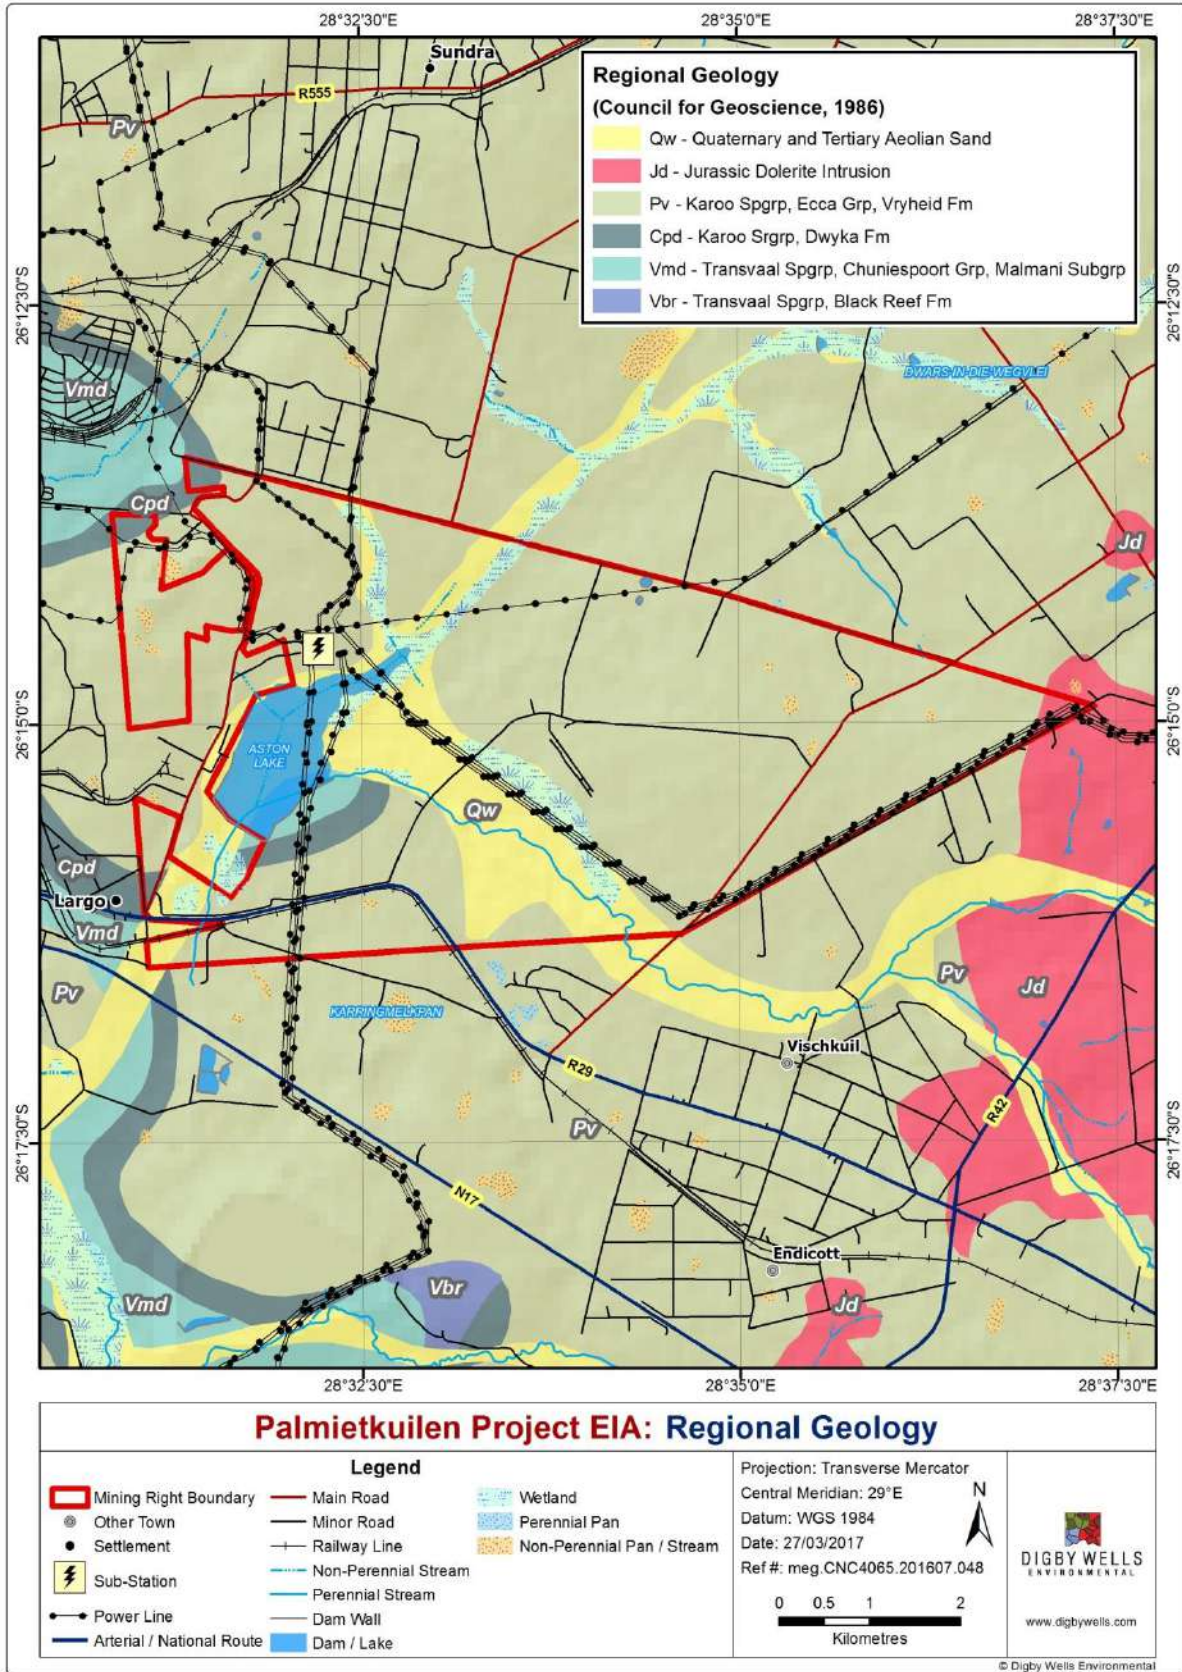 28°32'30"E
28°35'0"E
28°37'30"E
Sundra
R555
Pv
Regional Geology
(Council for Geoscience, 1986)
Qw - Quaternary and Tertiary Aeolian Sand
Jd - Jurassic Dolerite Intrusion
Pv - Karoo Spgrp, Ecca Grp, Vryheid Fm
Cpd - Karoo Srgrp, Dwyka Fm
Vmd - Transvaal Spgrp, Chuniespoort Grp, Malmani Subgrp
Vbr - Transvaal Spgrp, Black Reef Fm
26°12'30"S
26°12'30"S
Vmd
DWARS-IN-DIE-WEGVLEI
Cpd
Jd
26°15'0"S
26°15'0"S
ASTON
LAKE
Qw
Cpd
Largo
Vmd
Pv
Pv
Jd
KARRINGMELKPAN
Vischkuil
R29
R42
Pv
26°17'30"S
26°17'30"S
N17
Endicott
Vbr
Vmd
Jd
28°32'30"E
28°35'0"E
28°37'30"E
Palmietkuilen Project EIA: Regional Geology
Legend
Mining Right Boundary
Other Town
Settlement
Sub-Station
Power Line
Arterial / National Route
Main Road
Minor Road
Railway Line
Non-Perennial Stream
Perennial Stream
Dam Wall
Dam / Lake
Wetland
Perennial Pan
Non-Perennial Pan / Stream
Projection: Transverse Mercator
Central Meridian: 29°E
Datum: WGS 1984
Date: 27/03/2017
Ref #: meg.CNC4065.201607.048
N
0 0.5 1 2
Kilometres
DIGBY WELLS
ENVIRONMENTAL
www.digbywells.com
© Digby Wells Environmental